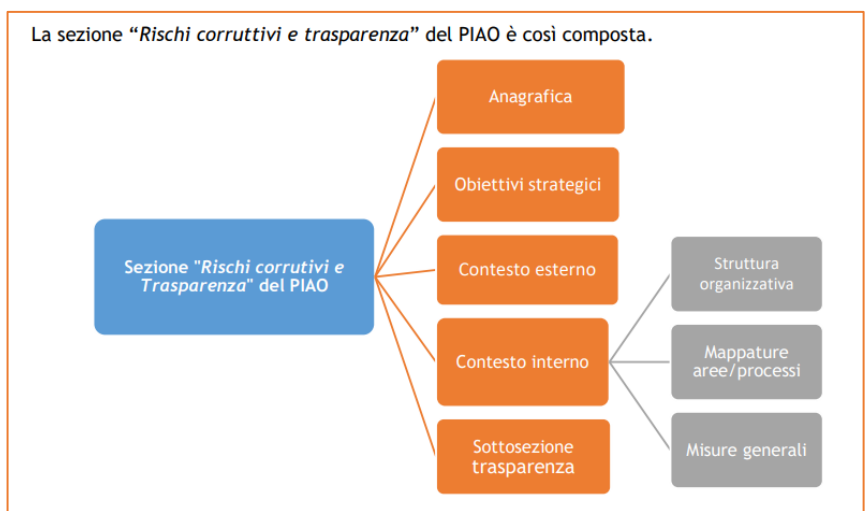 La sezione “Rischi corruttivi e trasparenza” del PIAO è così composta.
Anagrafica
Obiettivi strategici
Sezione "Rischi corrutivi e
Trasparenza" del PIAO
Contesto esterno
Contesto interno
Sottosezione
trasparenza
Struttura
organizzativa
Mappature
aree/processi
Misure generali